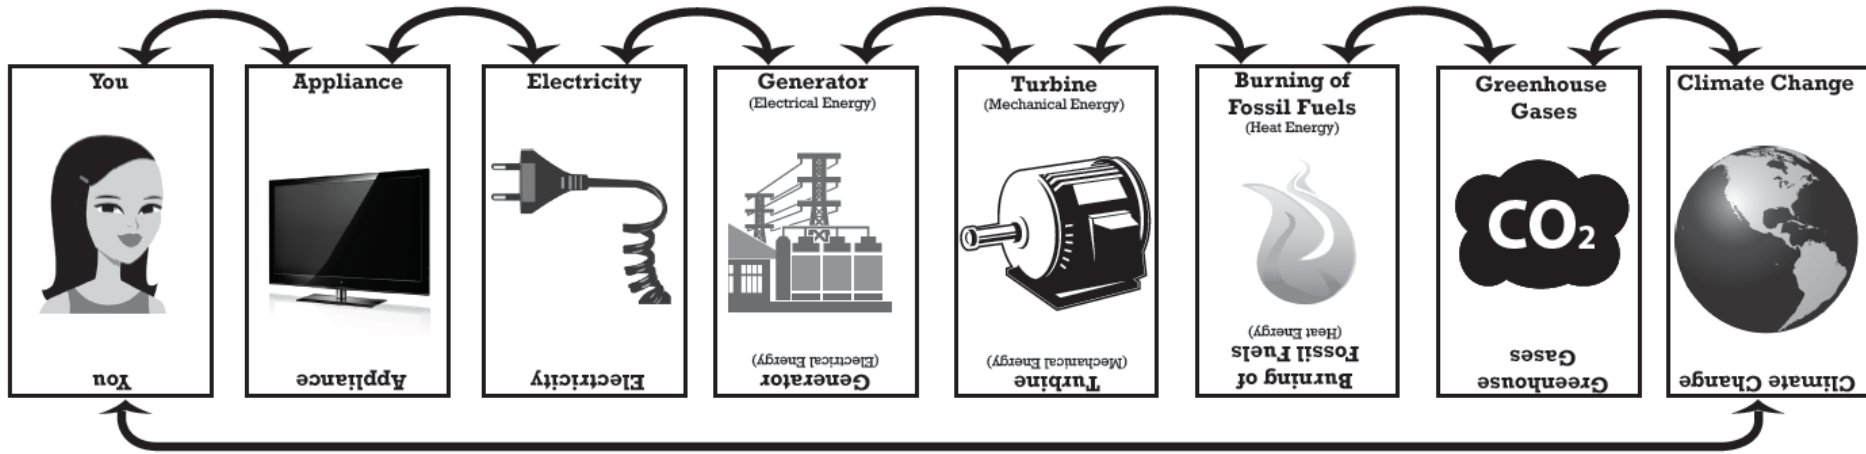 You
Appliance
Electricity
Generator
(Electrical Energy)
Turbine
(Mechanical Energy)
Burning of
Fossil Fuels
(Heat Energy)
Greenhouse
Gases
Climate Change
CO₂
You
Appliance
Electricity
Generator
(Electrical Energy)
Turbine
(Mechanical Energy)
Burning of
Fossil Fuels
(Heat Energy)
Greenhouse
Gases
Climate Change